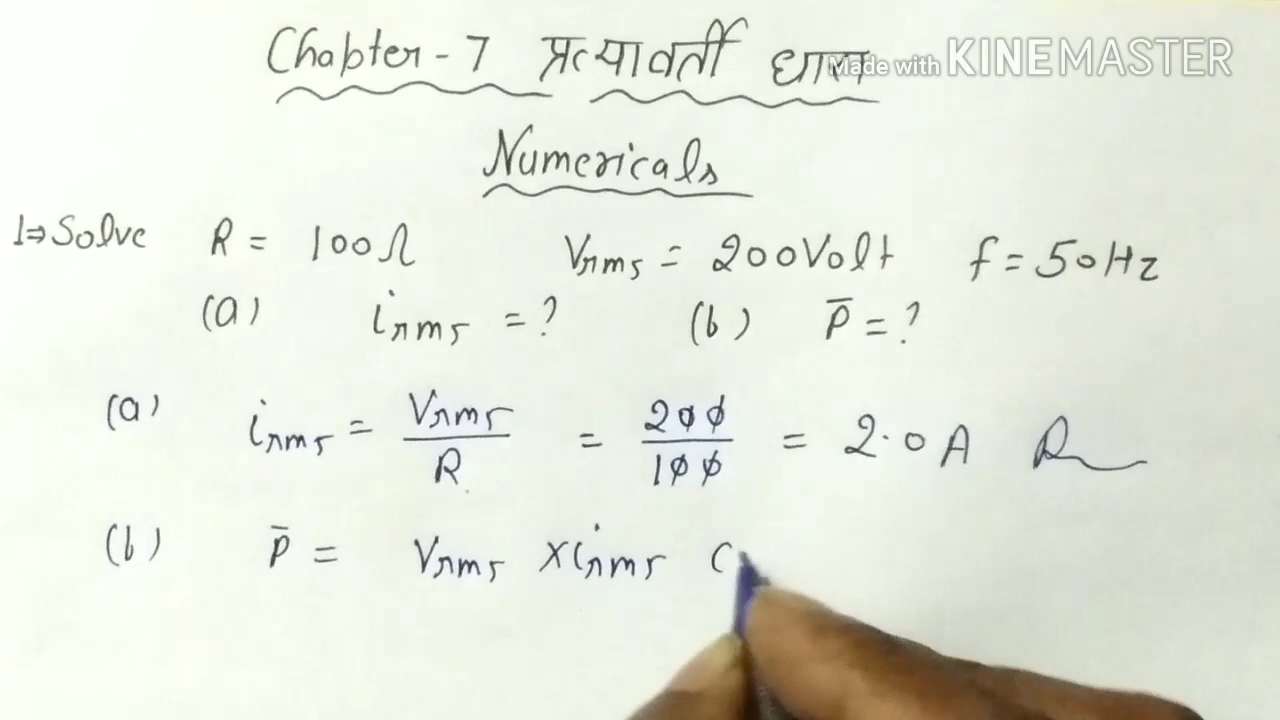 Chapter - 7 प्रत्यावर्ती धारा
Made with KINEMASTER
Numericals
1⇒ Solve R = 100Ω Vrms = 200Volt f = 50Hz
(a) irms = ? (b) P̅ = ?
(a) irms = Vrms / R = 200 / 100 = 2.0A
(b) P̅ = Vrms × irms C